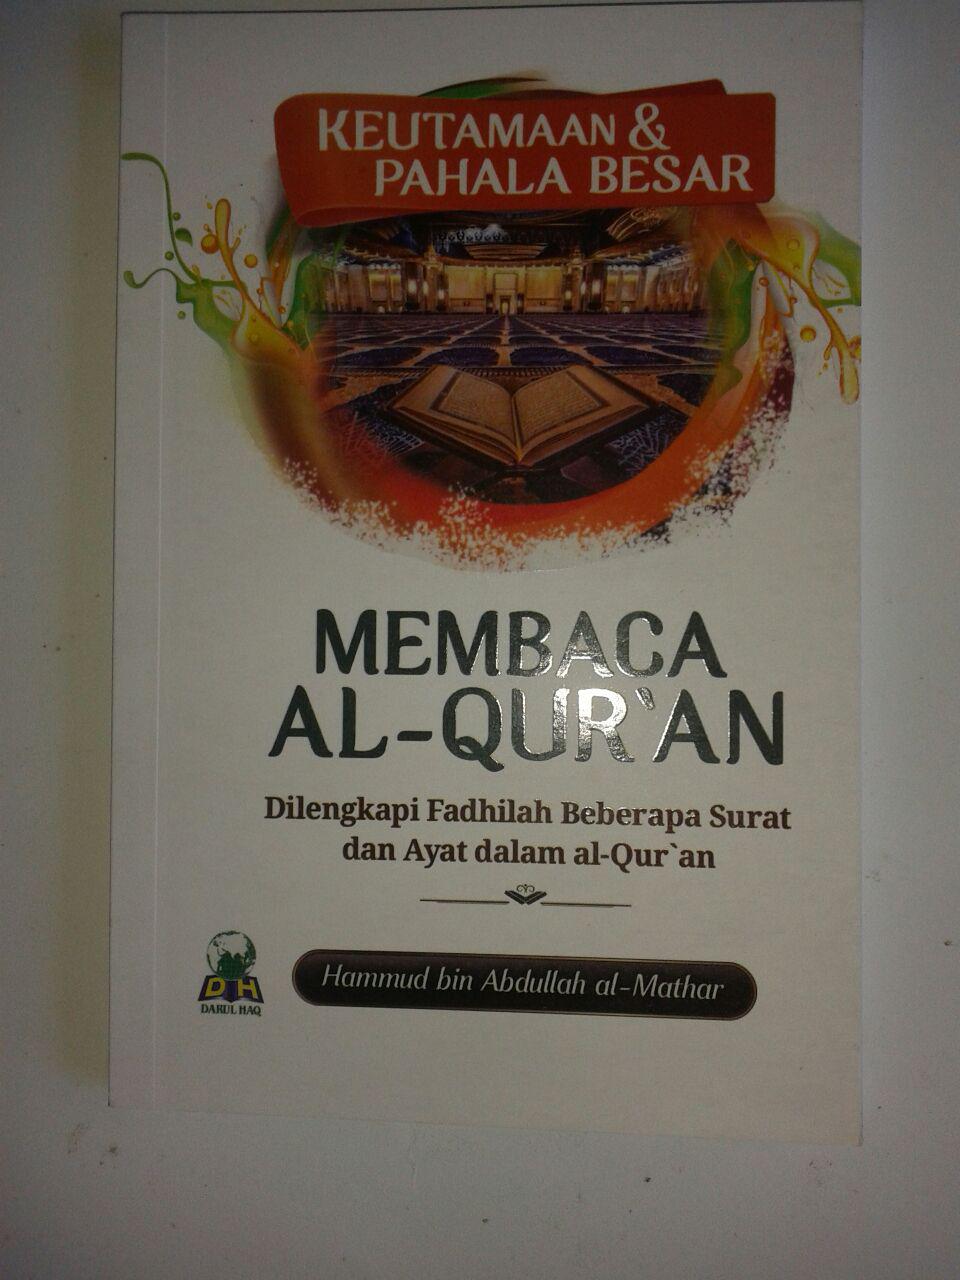 KEUTAMAAN &
PAHALA BESAR
MEMBACA
AL-QUR`AN
Dilengkapi Fadhilah Beberapa Surat
dan Ayat dalam al-Qur`an
DH
DARUL HAQ
Hammud bin Abdullah al-Mathar